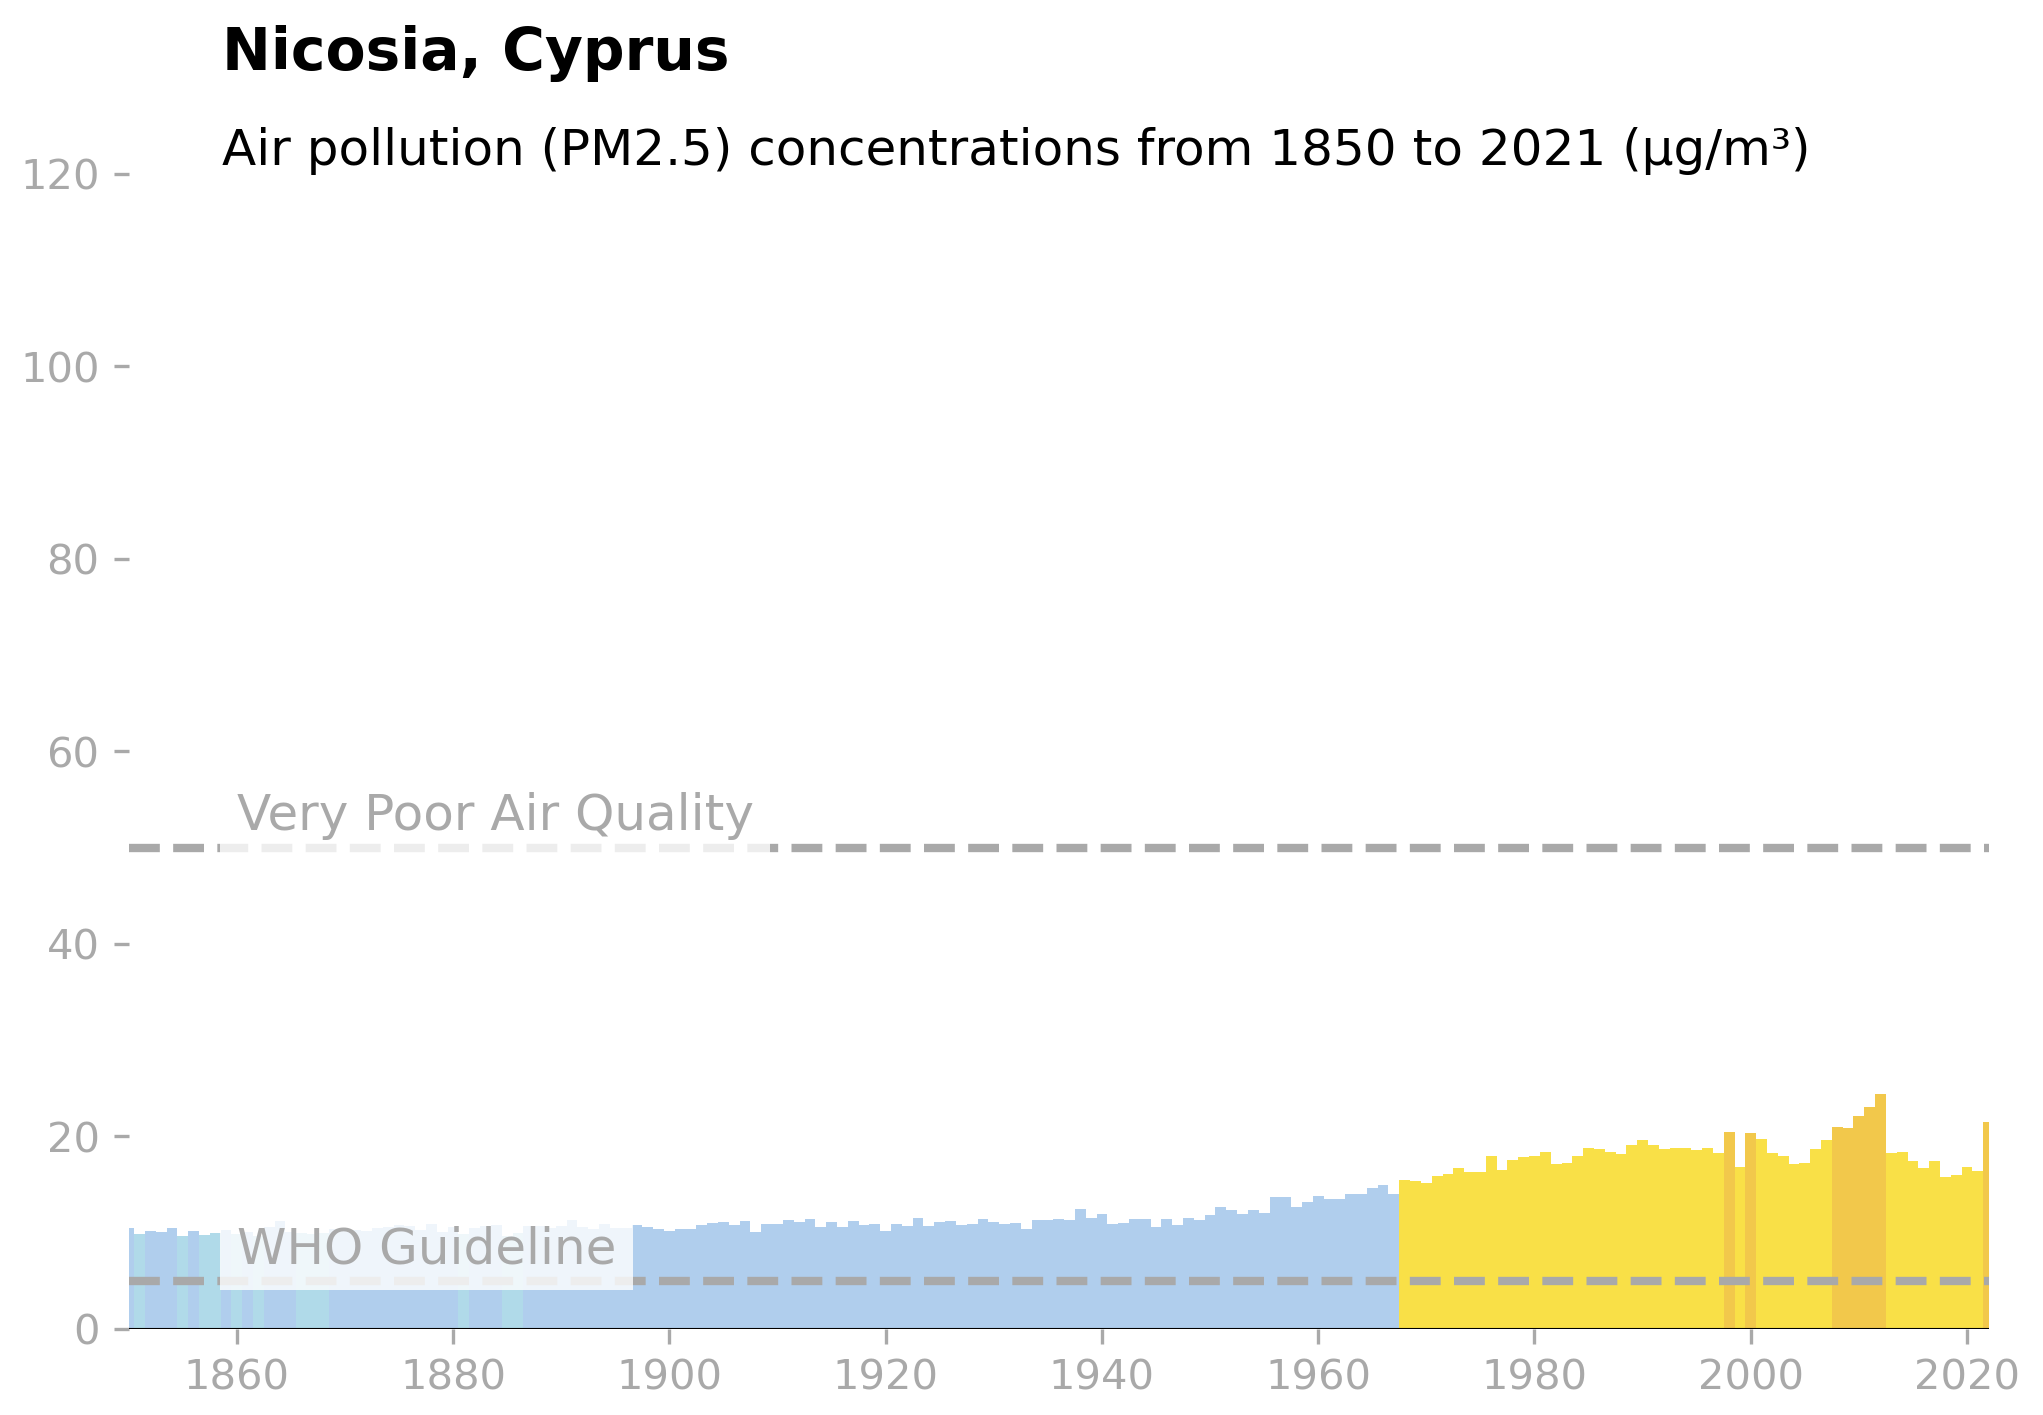 Nicosia, Cyprus
Air pollution (PM2.5) concentrations from 1850 to 2021 (µg/m³)
120
100
80
60
Very Poor Air Quality
40
20
WHO Guideline
0
1860 1880 1900 1920 1940 1960 1980 2000 2020